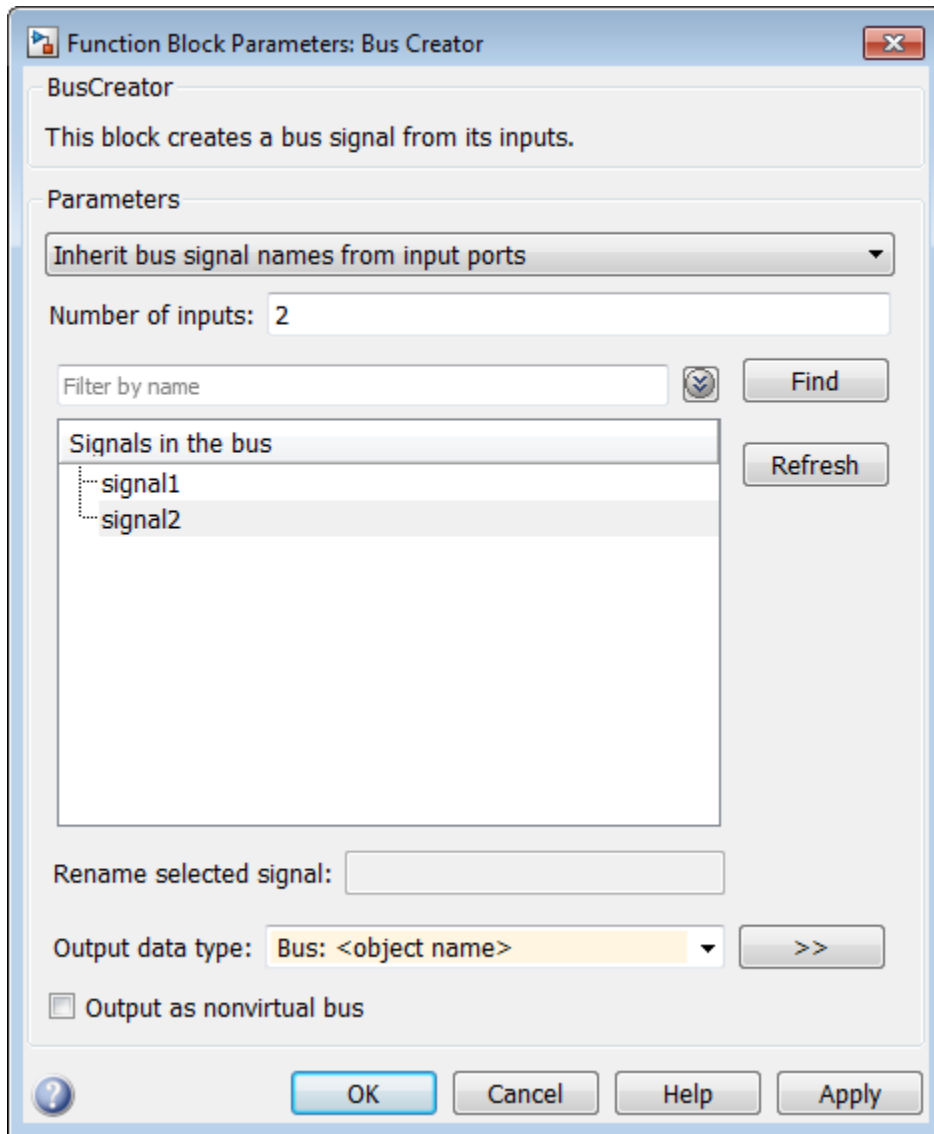 Function Block Parameters: Bus Creator
BusCreator
This block creates a bus signal from its inputs.
Parameters
Inherit bus signal names from input ports
Number of inputs: 2
Filter by name
Find
Signals in the bus
Refresh
signal1
signal2
Rename selected signal:
Output data type: Bus: <object name> >>
Output as nonvirtual bus
? OK Cancel Help Apply